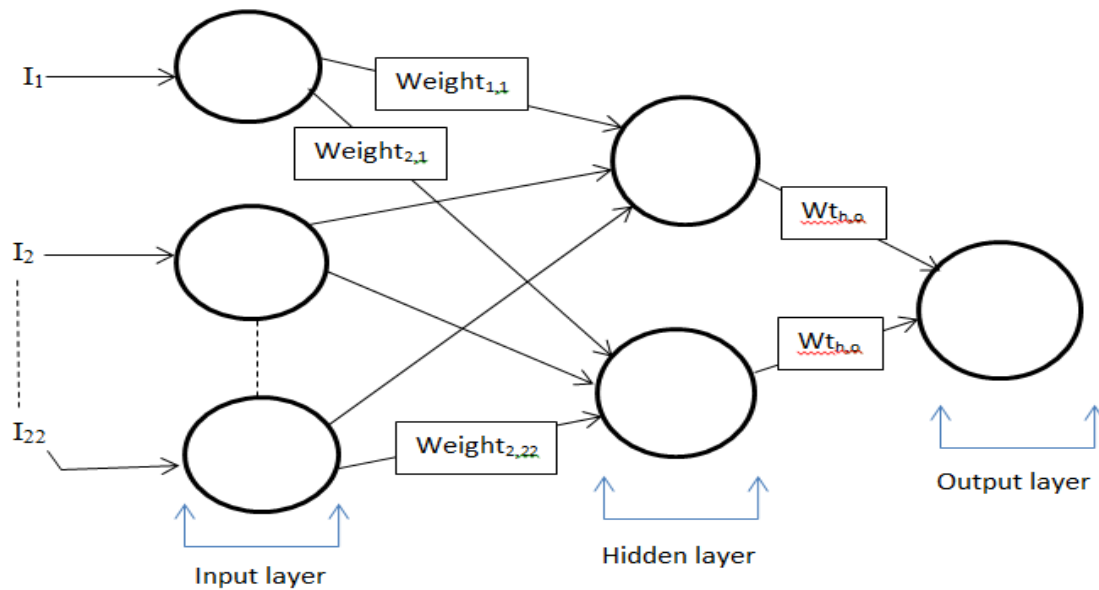 I₁
Weight₁,₁
Weight₂,₁
Wtₕ,ₒ
I₂
Wtₕ,ₒ
I₂₂
Weight₂,₂₂
Output layer
Hidden layer
Input layer